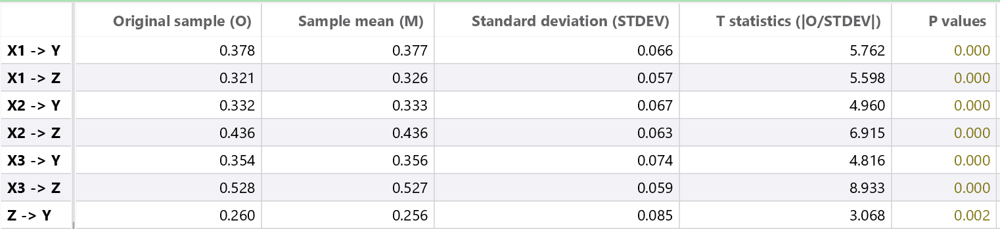 Original sample (O) Sample mean (M) Standard deviation (STDEV) T statistics (|O/STDEV|) P values
X1 -> Y 0.378 0.377 0.066 5.762 0.000
X1 -> Z 0.321 0.326 0.057 5.598 0.000
X2 -> Y 0.332 0.333 0.067 4.960 0.000
X2 -> Z 0.436 0.436 0.063 6.915 0.000
X3 -> Y 0.354 0.356 0.074 4.816 0.000
X3 -> Z 0.528 0.527 0.059 8.933 0.000
Z -> Y 0.260 0.256 0.085 3.068 0.002